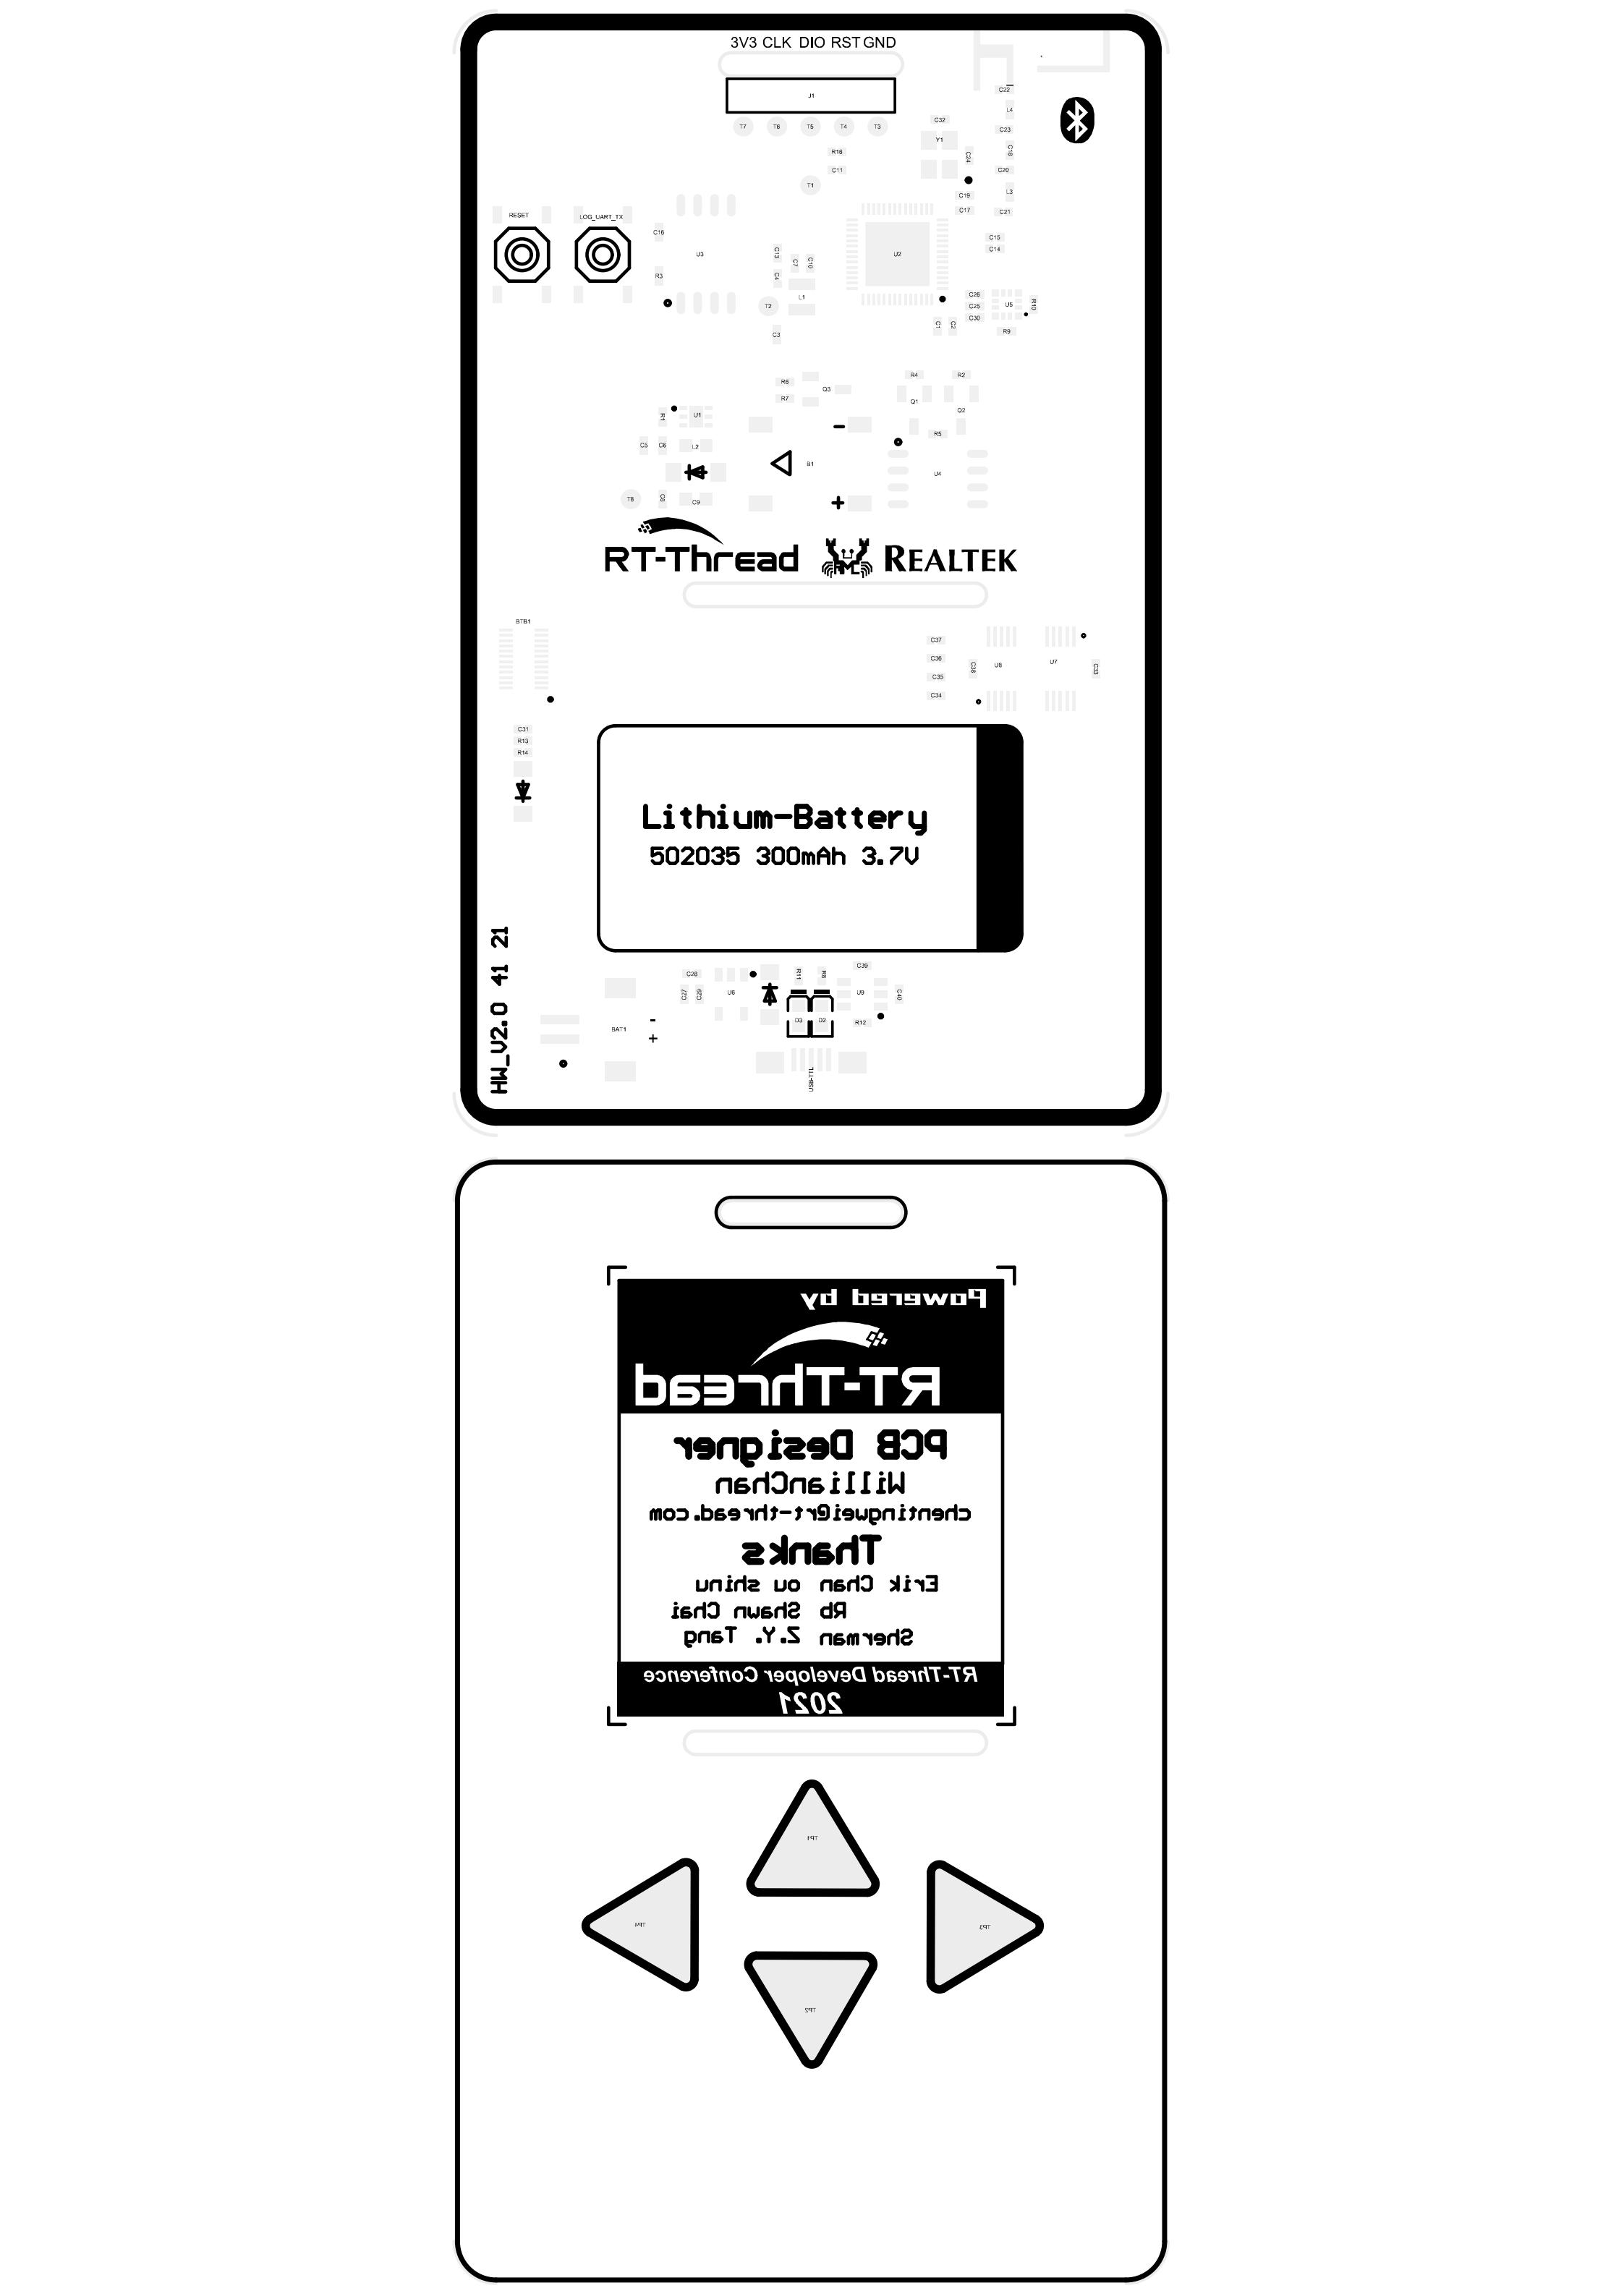 3V3 CLK DIO RST GND
J1
T7 T6 T5 T4 T3
C22
L4
C32
C23
Y1
R16
C24
C18
C11
C20
T1
L3
C19
C17
C21
RESET
LOG_UART_TX
C16
C15
C14
U3
C13
C7
C10
U2
R3
C4
L1
C26
C25
C30
U5
R10
T2
C3
C1
C2
R9
R6
R7
Q3
R4
R2
Q1
Q2
R1
U1
R5
C5
C6
L2
B1
U4
T8
C8
C9
RT-Thread
RMC
REALTEK
BTB1
C37
C36
C35
C34
C38
U8
U7
C33
C31
R13
R14
Lithium-Battery
502035 300mAh 3.7V
HW_V2.0 41 21
C28
C27
C29
U6
R11
R8
C39
U9
C40
D3
D2
R12
BAT1
-
+
USB-TTL
Powered by
RT-Thread
PCB Designer
WillianChan
chentingwei@rt-thread.com
Thanks
Erik Chan ou shinu
Rb Shawn Chai
Sherman Z.Y. Tang
RT-Thread Developer Conference
2021
TP1
TP4
TP3
TP2